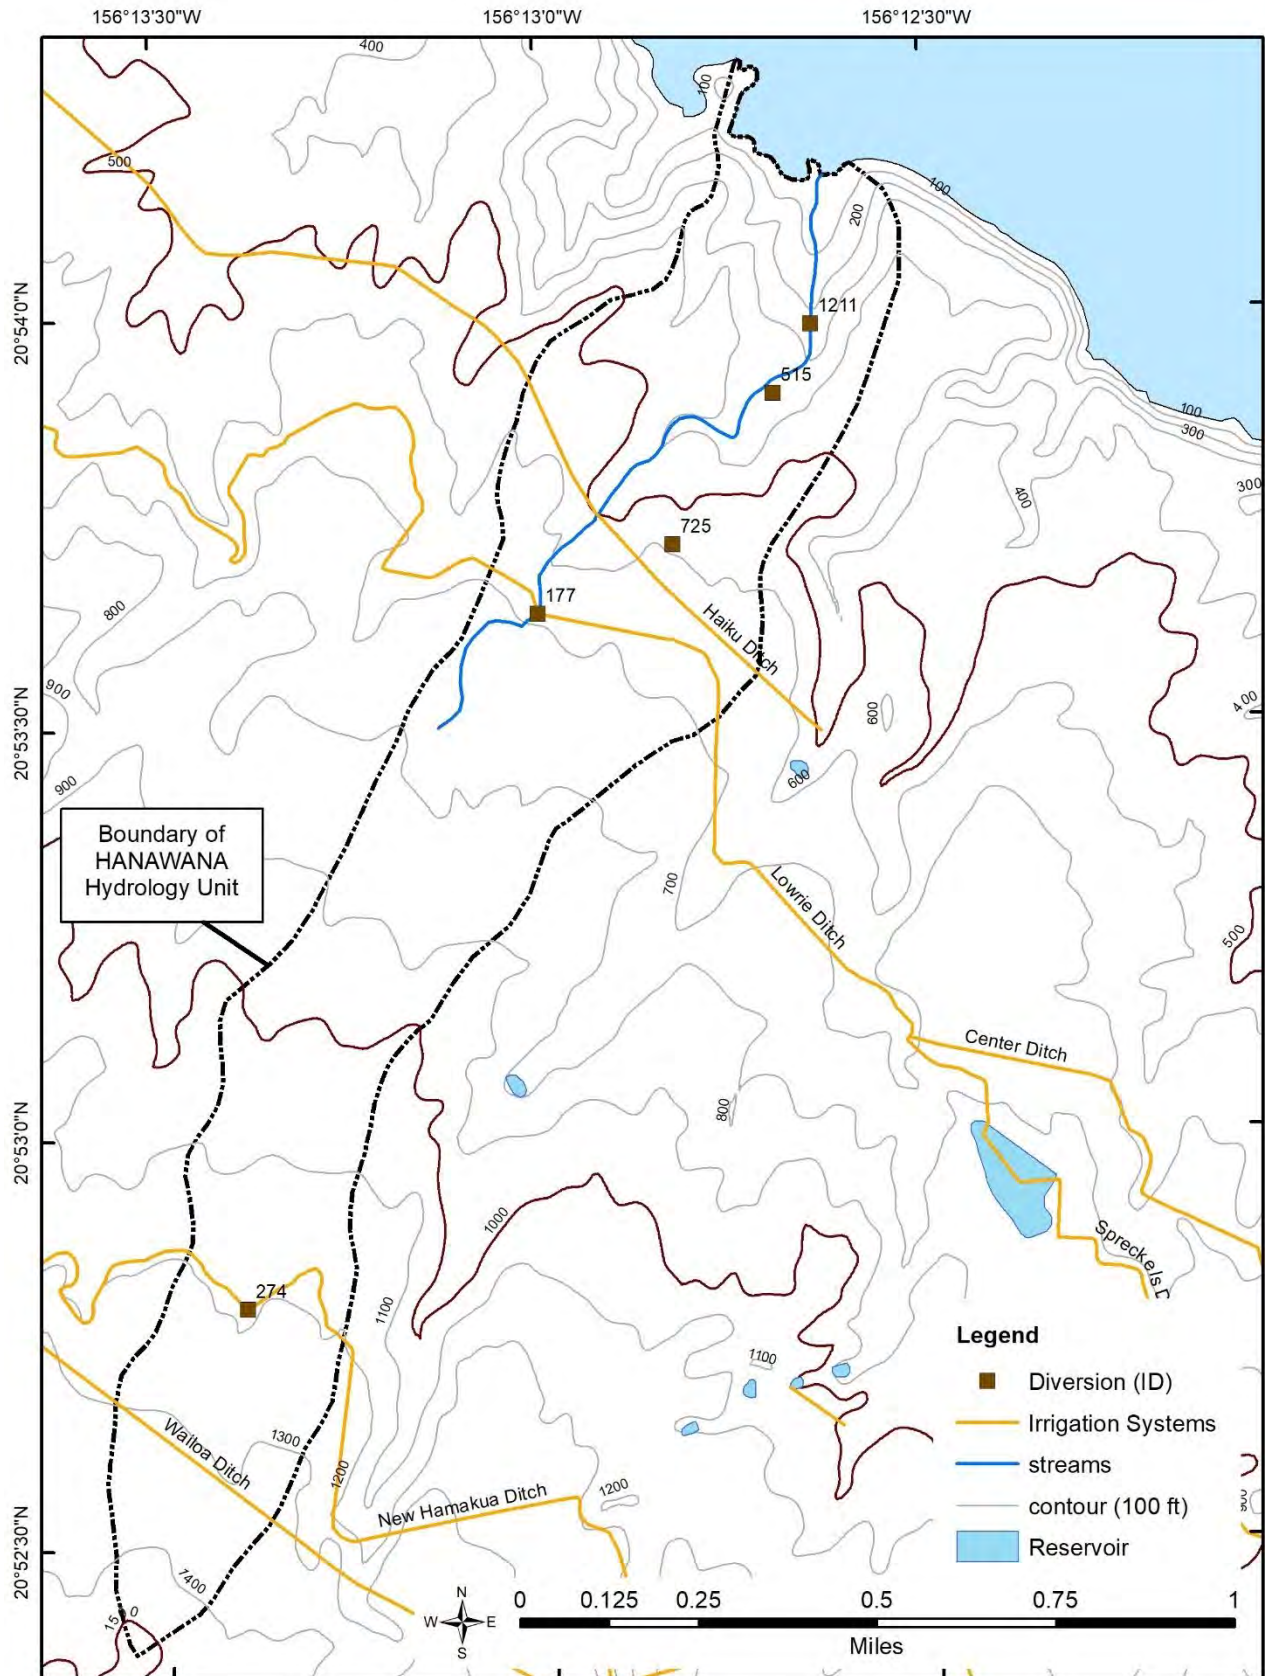 156°13'30"W
156°13'0"W
156°12'30"W
400
100
500
100
200
20°54'0"N
1211
515
100
300
300
400
725
177
800
Haiku Ditch
900
600
400
20°53'30"N
600
900
Boundary of
HANAWANA
Hydrology Unit
700
Lowrie Ditch
500
Center Ditch
800
20°53'0"N
1000
Spreckels D
274
1100
Legend
1100
Diversion (ID)
Irrigation Systems
Wailoa Ditch
1300
streams
1200
New Hamakua Ditch
1200
contour (100 ft)
Reservoir
20°52'30"N
1400
N
W E
S
0 0.125 0.25 0.5 0.75 1
Miles